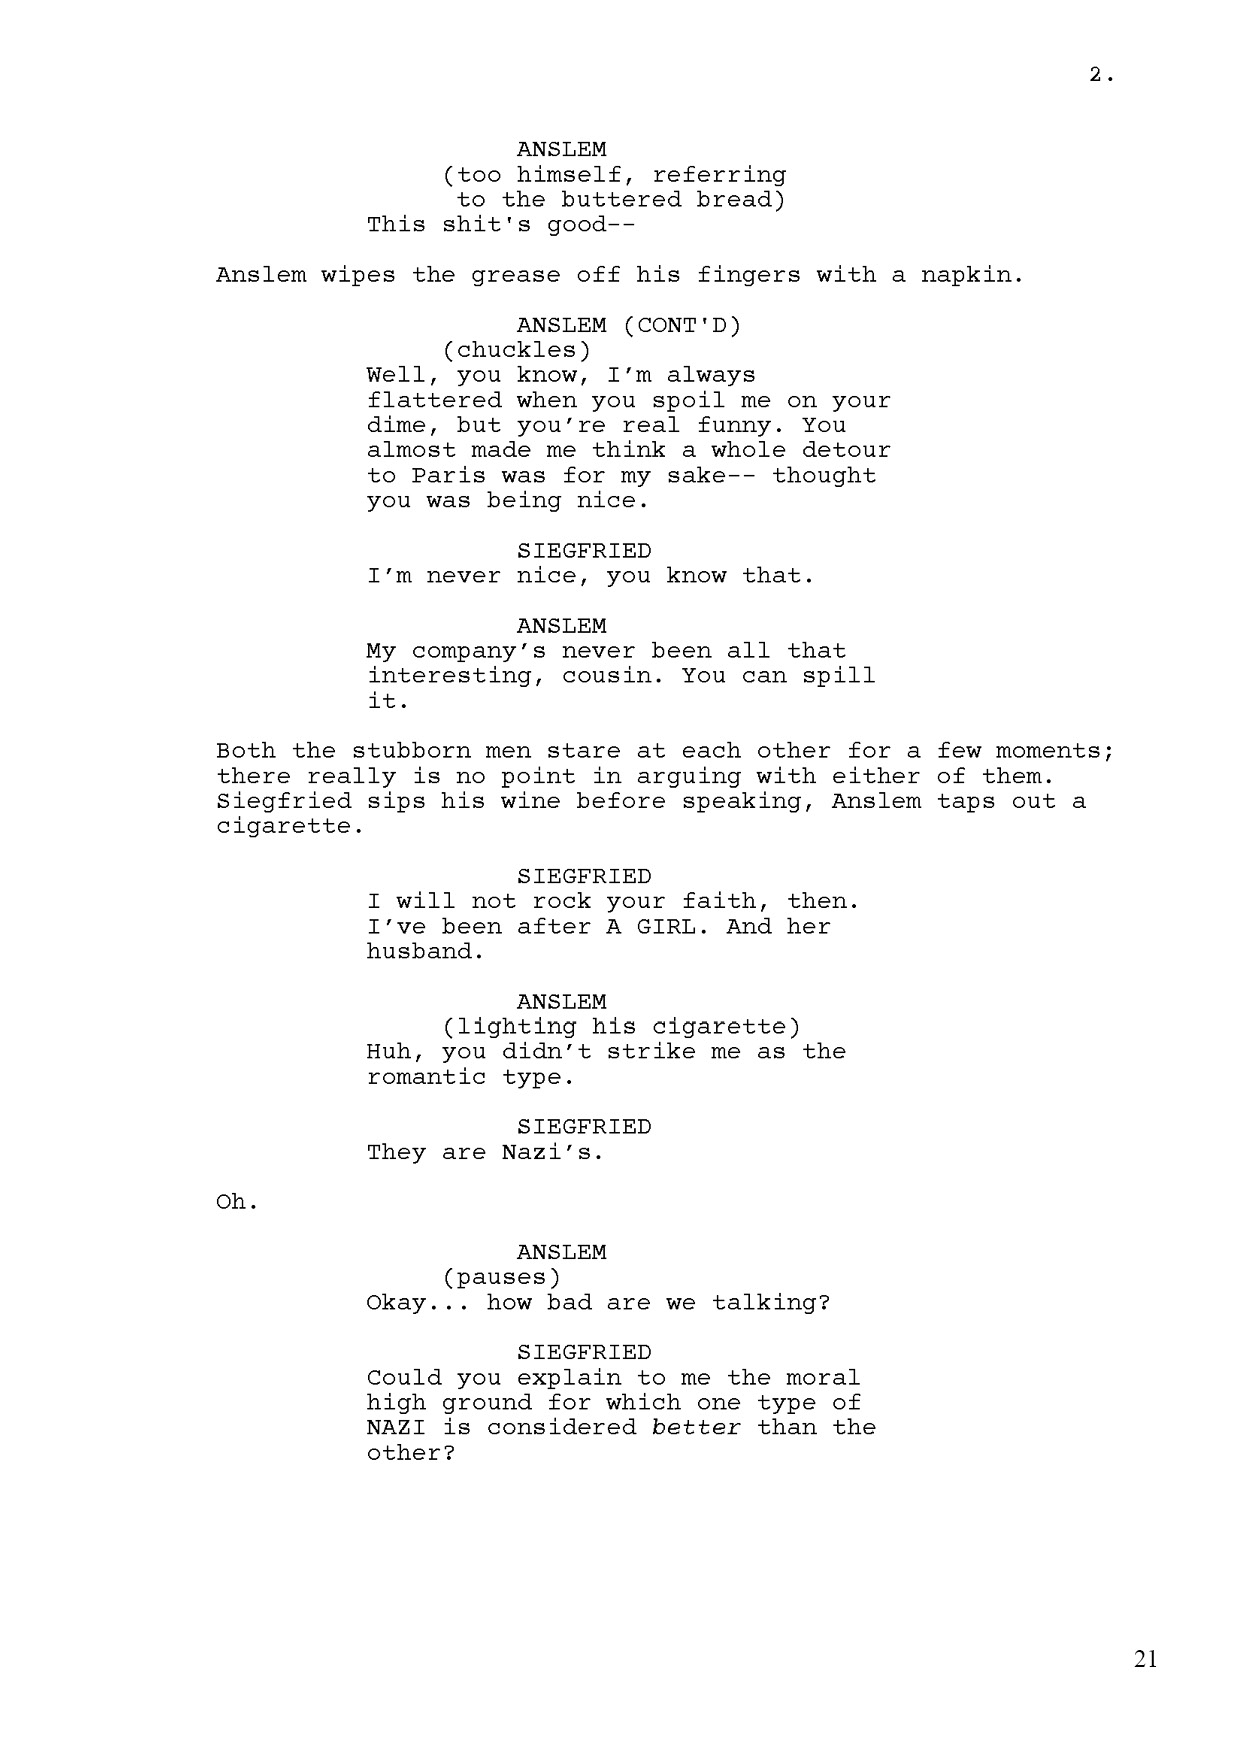 2.
ANSLEM
(too himself, referring
to the buttered bread)
This shit's good--
Anslem wipes the grease off his fingers with a napkin.
ANSLEM (CONT'D)
(chuckles)
Well, you know, I’m always
flattered when you spoil me on your
dime, but you’re real funny. You
almost made me think a whole detour
to Paris was for my sake-- thought
you was being nice.
SIEGFRIED
I’m never nice, you know that.
ANSLEM
My company’s never been all that
interesting, cousin. You can spill
it.
Both the stubborn men stare at each other for a few moments;
there really is no point in arguing with either of them.
Siegfried sips his wine before speaking, Anslem taps out a
cigarette.
SIEGFRIED
I will not rock your faith, then.
I’ve been after A GIRL. And her
husband.
ANSLEM
(lighting his cigarette)
Huh, you didn’t strike me as the
romantic type.
SIEGFRIED
They are Nazi’s.
Oh.
ANSLEM
(pauses)
Okay... how bad are we talking?
SIEGFRIED
Could you explain to me the moral
high ground for which one type of
NAZI is considered better than the
other?
21